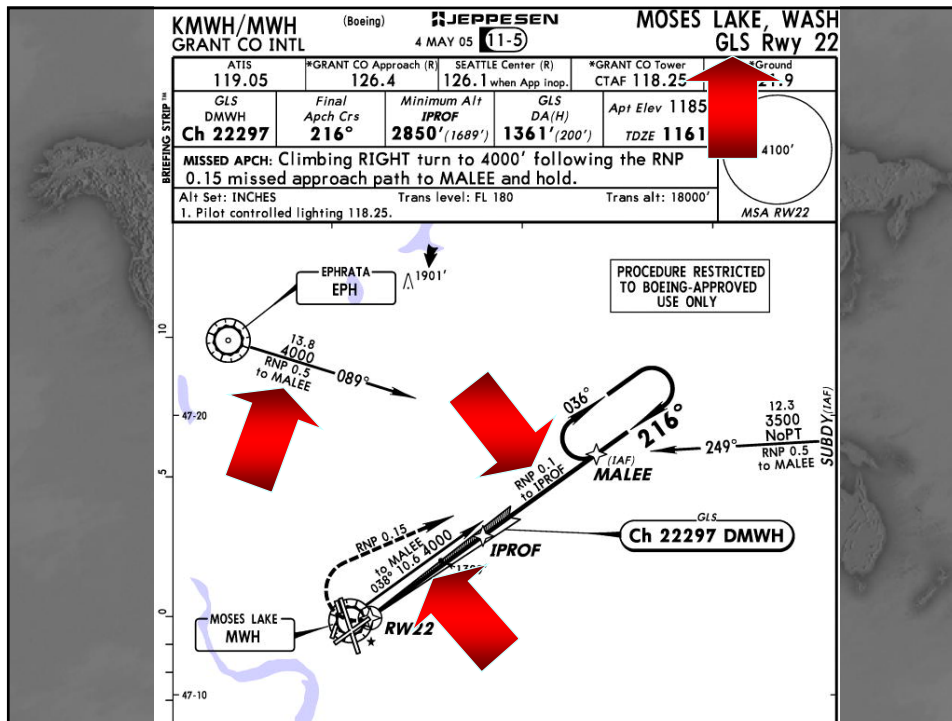 KMWH/MWH
GRANT CO INTL
(Boeing)
JEPPESEN
4 MAY 05
11-5
MOSES LAKE, WASH
GLS Rwy 22
ATIS
119.05
*GRANT CO Approach (R)
126.4
SEATTLE Center (R)
126.1 when App inop.
*GRANT CO Tower
CTAF 118.25
*Ground
21.9
BRIEFING STRIP™
GLS
DMWH
Ch 22297
Final
Apch Crs
216°
Minimum Alt
IPROF
2850'(1689')
GLS
DA(H)
1361'(200')
Apt Elev 1185
TDZE 1161
4100'
MSA RW22
MISSED APCH: Climbing RIGHT turn to 4000' following the RNP
0.15 missed approach path to MALEE and hold.
Alt Set: INCHES Trans level: FL 180 Trans alt: 18000'
1. Pilot controlled lighting 118.25.
EPHRATA
EPH
1901'
PROCEDURE RESTRICTED
TO BOEING-APPROVED
USE ONLY
10
13.8
4000
RNP 0.5
to MALEE
089°
47-20
036°
216°
12.3
3500
NoPT
RNP 0.5
to MALEE
249°
SUBDY(IAF)
5
(IAF)
MALEE
RNP 0.1
to IPROF
GLS
Ch 22297 DMWH
IPROF
RNP 0.15
to MALEE
038° 10.6 4000
0
MOSES LAKE
MWH
RW22
47-10